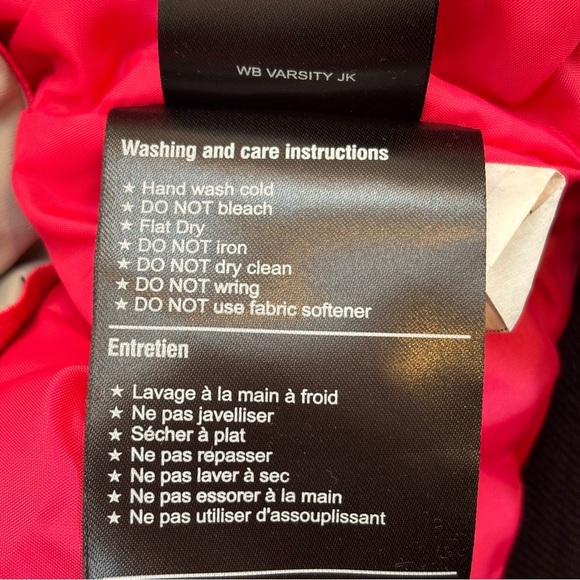 WB VARSITY JK
Washing and care instructions
★ Hand wash cold
★ DO NOT bleach
★ Flat Dry
★ DO NOT iron
★ DO NOT dry clean
★ DO NOT wring
★ DO NOT use fabric softener
Entretien
★ Lavage à la main à froid
★ Ne pas javelliser
★ Sécher à plat
★ Ne pas repasser
★ Ne pas laver à sec
★ Ne pas essorer à la main
★ Ne pas utiliser d'assouplissant